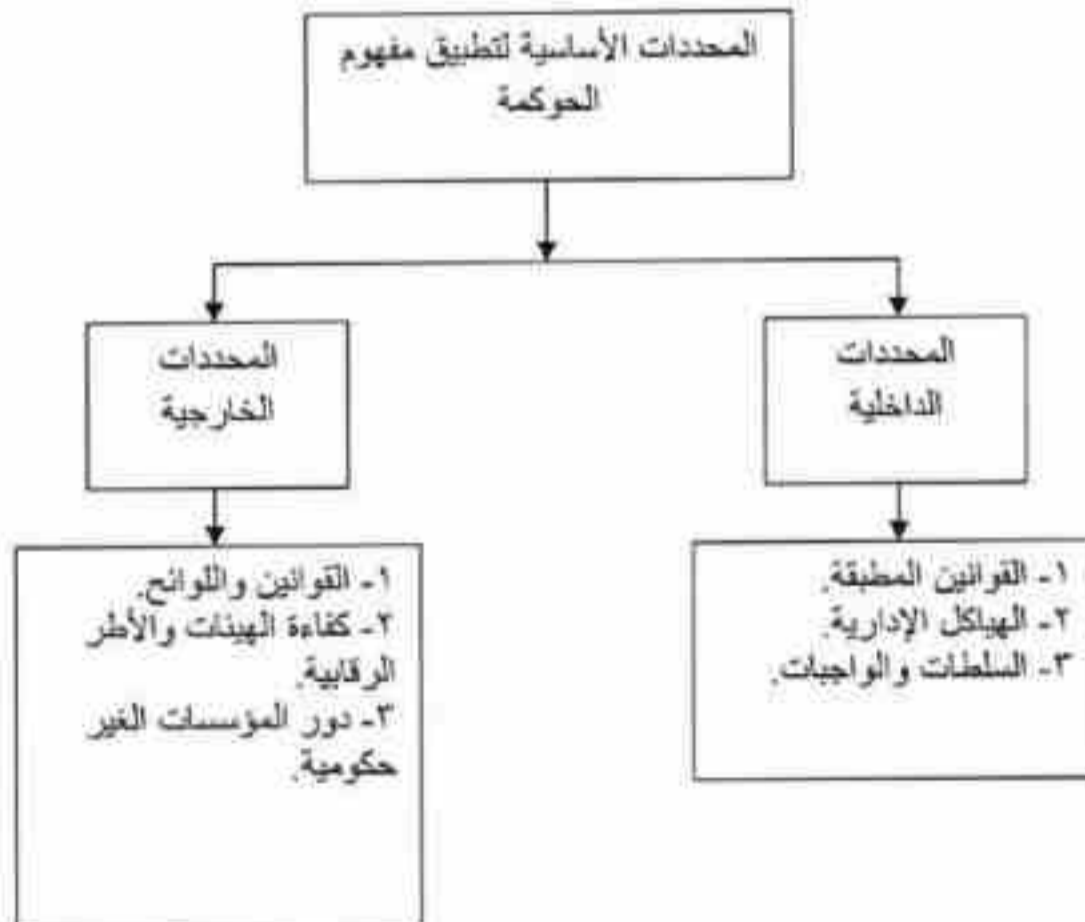 المحددات الأساسية لتطبيق مفهوم
الحوكمة
المحددات
الداخلية
المحددات
الخارجية
١- القوانين المطبقة.
٢- الهياكل الإدارية.
٣- السلطات والواجبات.
١- القوانين واللوائح.
٢- كفاءة الهيئات والأطر
الرقابية.
٣- دور المؤسسات الغير
حكومية.